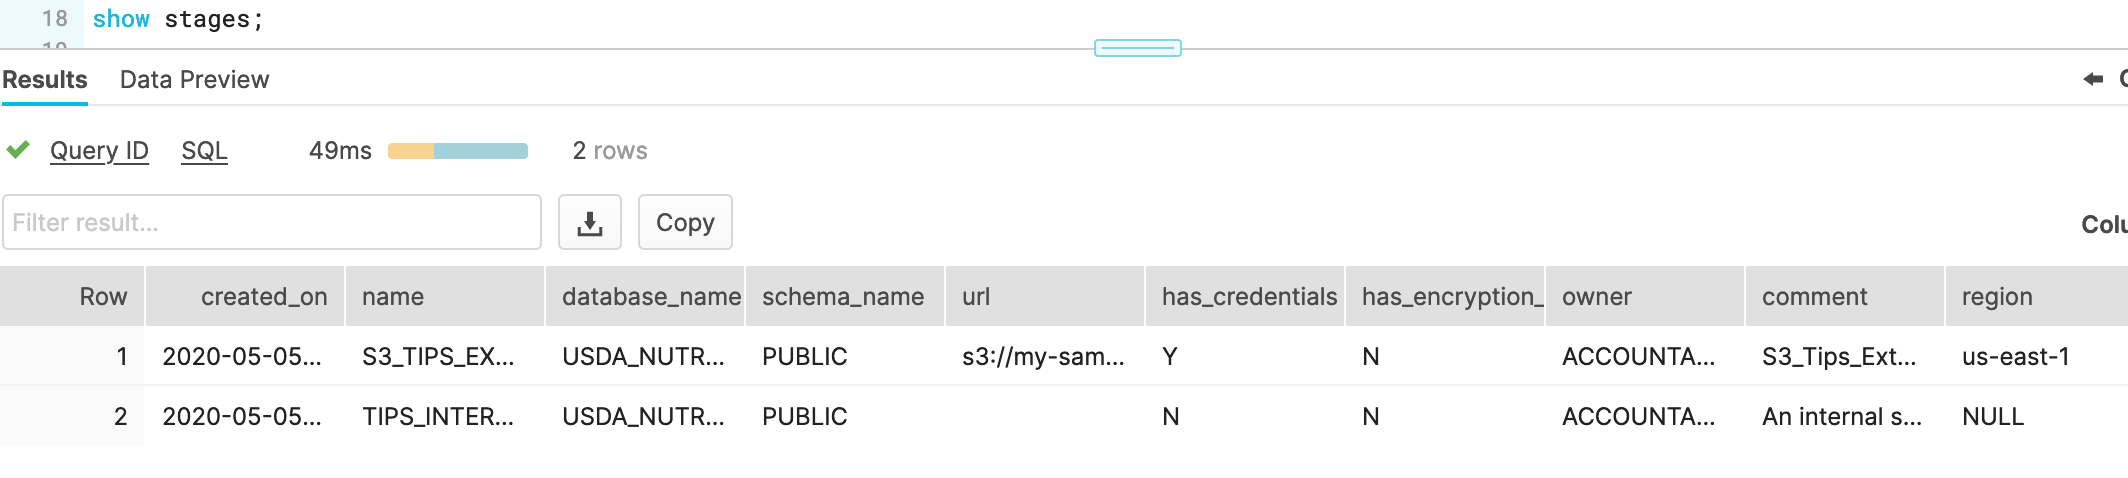 18 show stages;
Results Data Preview
Query ID SQL 49ms 2 rows
Filter result... Copy
Row created_on name database_name schema_name url has_credentials has_encryption_ owner comment region
1 2020-05-05... S3_TIPS_EX... USDA_NUTR... PUBLIC s3://my-sam... Y N ACCOUNTA... S3_Tips_Ext... us-east-1
2 2020-05-05... TIPS_INTER... USDA_NUTR... PUBLIC N N ACCOUNTA... An internal s... NULL